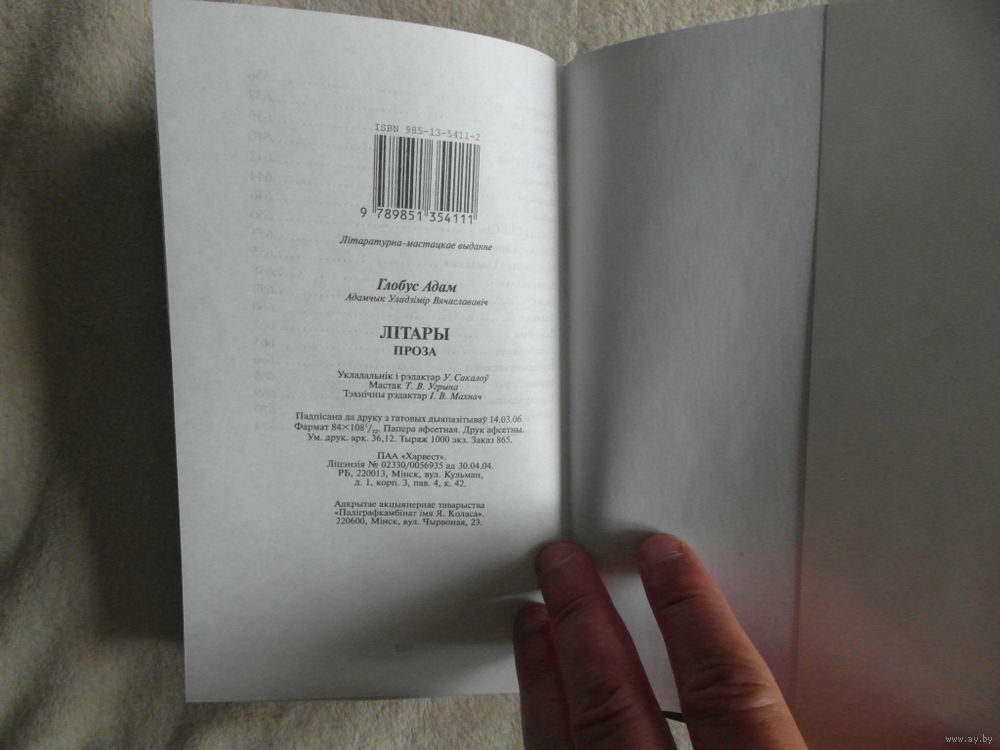 ISBN 985-13-5411-2
9 789851 354111
Літаратурна-мастацкае выданне
Глобус Адам
Адамчык Уладзімір Вячаслававіч
ЛІТАРЫ
ПРОЗА
Укладальнік і рэдактар У. Сакалоў
Мастак Т. В. Угрына
Тэхнічны рэдактар І. В. Махнач
Падпісана да друку з гатовых дыяпазітываў 14.03.06.
Фармат 84×108¹/₃₂. Папера афсетная. Друк афсетны.
Ум. друк. арк. 36,12. Тыраж 1000 экз. Заказ 865.
ПАА «Харвест».
Ліцэнзія № 02330/0056935 ад 30.04.04.
РБ, 220013, Мінск, вул. Кульман,
д. 1, корп. 3, пав. 4, к. 42.
Адкрытае акцыянернае таварыства
«Паліграфкамбінат імя Я. Коласа».
220600, Мінск, вул. Чырвоная, 23.
www.ay.by